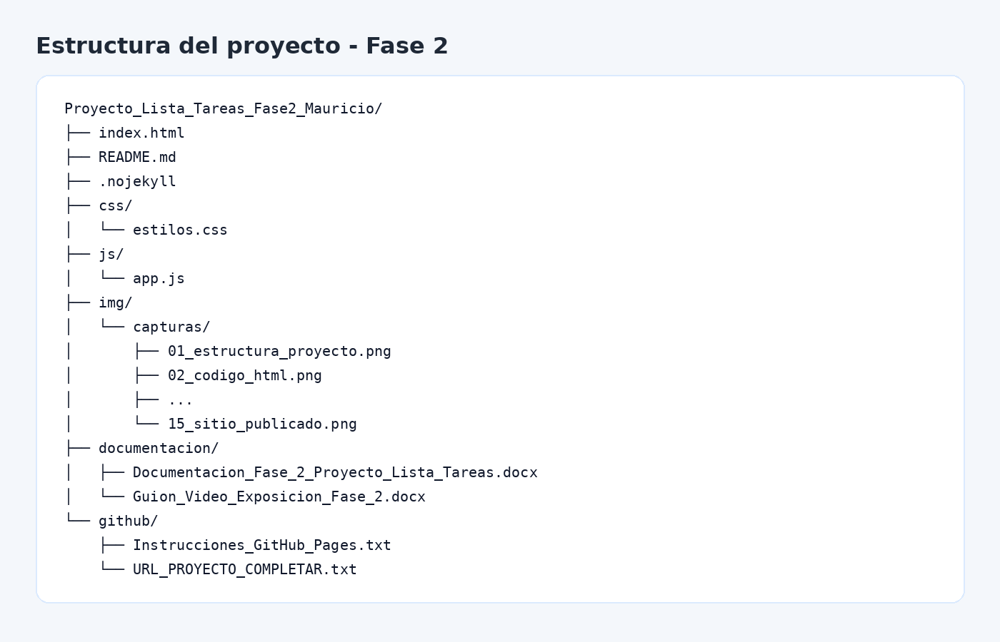 Estructura del proyecto - Fase 2
Proyecto_Lista_Tareas_Fase2_Mauricio/
├── index.html
├── README.md
├── .nojekyll
├── css/
│   └── estilos.css
├── js/
│   └── app.js
├── img/
│   └── capturas/
│       ├── 01_estructura_proyecto.png
│       ├── 02_codigo_html.png
│       ├── ...
│       └── 15_sitio_publicado.png
├── documentacion/
│   ├── Documentacion_Fase_2_Proyecto_Lista_Tareas.docx
│   └── Guion_Video_Exposicion_Fase_2.docx
└── github/
    ├── Instrucciones_GitHub_Pages.txt
    └── URL_PROYECTO_COMPLETAR.txt